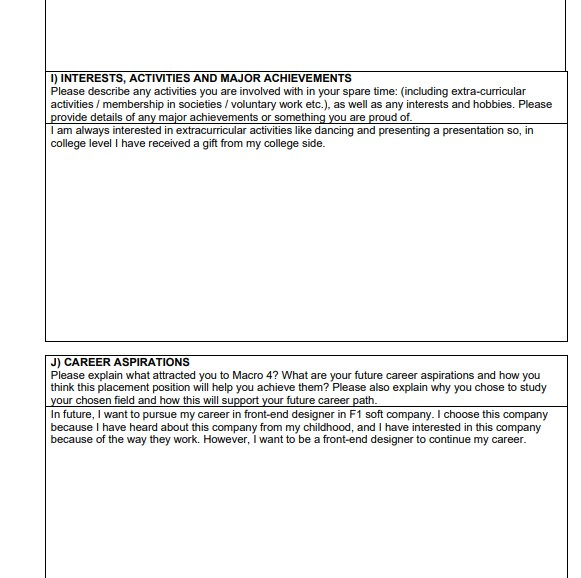 I) INTERESTS, ACTIVITIES AND MAJOR ACHIEVEMENTS
Please describe any activities you are involved with in your spare time: (including extra-curricular
activities / membership in societies / voluntary work etc.), as well as any interests and hobbies. Please
provide details of any major achievements or something you are proud of.
I am always interested in extracurricular activities like dancing and presenting a presentation so, in
college level I have received a gift from my college side.
J) CAREER ASPIRATIONS
Please explain what attracted you to Macro 4? What are your future career aspirations and how you
think this placement position will help you achieve them? Please also explain why you chose to study
your chosen field and how this will support your future career path.
In future, I want to pursue my career in front-end designer in F1 soft company. I choose this company
because I have heard about this company from my childhood, and I have interested in this company
because of the way they work. However, I want to be a front-end designer to continue my career.